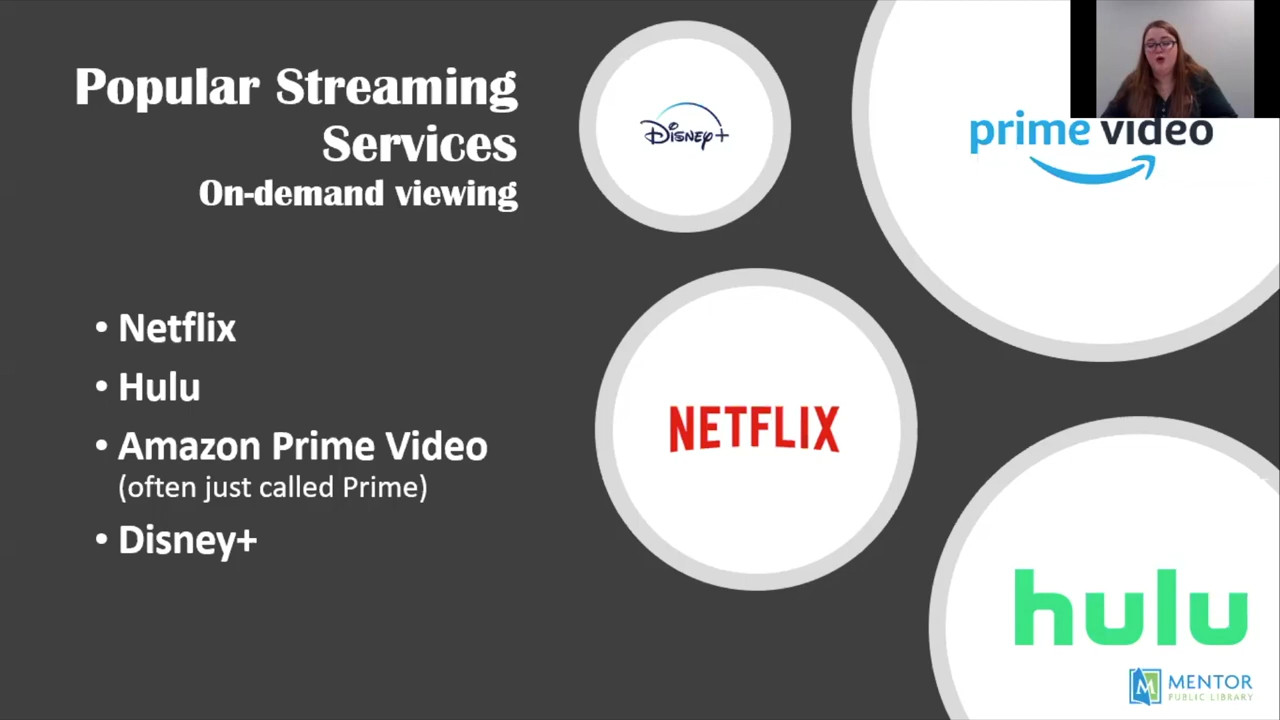 Popular Streaming
Services
On-demand viewing
• Netflix
• Hulu
• Amazon Prime Video
(often just called Prime)
• Disney+
Disney+
prime video
NETFLIX
hulu
M
MENTOR
PUBLIC LIBRARY